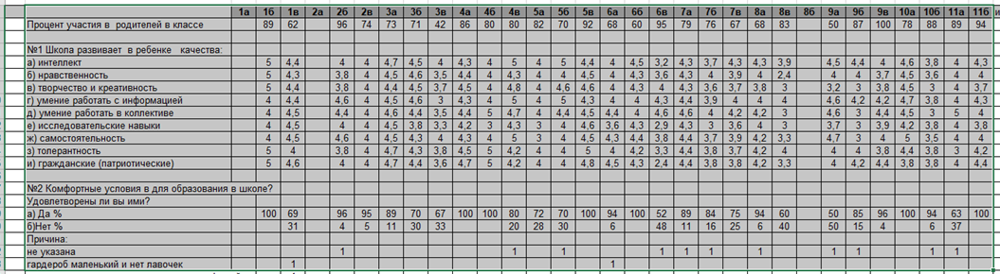 1а 1б 1в 2а 2б 2в 3а 3б 3в 4а 4б 4в 5а 5б 5в 6а 6б 6в 7а 7б 7в 8а 8в 8б 9а 9б 9в 10а 10б 11а 11б и
Процент участия в родителей в классе 89 62 96 74 73 71 42 86 80 80 82 70 92 68 60 95 79 76 67 68 83 50 87 100 78 88 89 94
№1 Школа развивает в ребенке качества:
а) интеллект 5 4,4 4 4 4,7 4,5 4 4,3 4 5 4 5 4,4 4 4,5 3,2 4,3 3,7 4,3 4,3 3,9 4,5 4,4 4 4,6 3,8 4 4,3
б) нравственность 5 4,3 3,8 4 4,5 4,6 3,5 4,4 4 4,3 4 4 4,5 4 4,3 3,6 4,3 4 3,9 4 2,4 4 4 3,7 4,5 3,6 4 4
в) творчество и креативность 5 4,4 3,8 4 4,4 4,5 3,7 4,5 4 4,8 4 4,6 4,6 4 4,3 4 4,3 4 3,6 3,7 3,8 3 3,2 3 3,8 4,5 3 4 3,7
г) умение работать с информацией 4 4,4 4,6 4 4,5 4,6 3 4,3 4 5 4 5 4,3 4 4 4,3 4,4 3,9 4 4 4 4,6 4,2 4,2 4,7 3,8 4 4,3
д) умение работать в коллективе 4 4,5 4,4 4 4,6 4,4 3,5 4,4 5 4,7 4 4,4 4,5 4,4 4 4,6 4,6 4 4,2 4,2 3 4,6 3 4,4 4,5 3 5 4
е) исследовательские навыки 4 4,5 4 4 4,5 3,8 3,3 4,2 3 4,3 3 4 4,6 3,6 4,3 2,9 4,3 3 3,6 4 3 3,7 3 3,9 4,2 3,8 4 3,8
ж) самостоятельность 4 4,5 4,6 4 4,5 4,3 4 4,3 4 5 3 4 4,5 4,3 4,4 3,8 4,4 3,7 3,9 4,2 3,3 4,7 3 4 5 3,5 4 4
з) толерантность 5 4 3,8 4 4,7 4,3 3,8 4,5 5 4,2 4 4 5 4 4,2 3,3 4,4 3,8 3,7 4,2 4 4 4 3,8 4,4 3,8 3 4,2
и) гражданские (патриотические) 5 4,6 4 4 4,7 4,4 3,6 4,7 5 4,2 4 4 4,8 4,5 4,3 2,4 4,4 3,8 3,8 4,2 3,3 4 4,2 4,4 3,8 3,8 4 4,4
№2 Комфортные условия в для образования в школе?
Удовлетворены ли вы ими?
а) Да % 100 69 96 95 89 70 67 100 100 80 72 70 100 94 100 52 89 84 75 94 60 50 85 96 100 94 63 100
б)Нет % 31 4 5 11 30 33 20 28 30 6 48 11 16 25 6 40 50 15 4 6 37
Причина:
не указана 1 1 1 1 1 1 1 1 1 1 1
гардероб маленький и нет лавочек 1 1